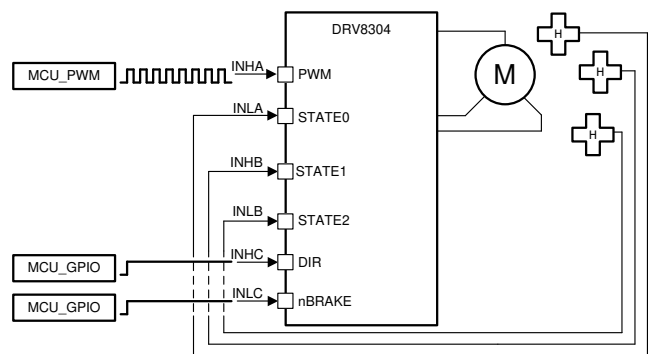 DRV8304
H
INHA
MCU_PWM
PWM
M
H
INLA
STATE0
H
INHB
STATE1
INLB
STATE2
MCU_GPIO
INHC
DIR
MCU_GPIO
INLC
nBRAKE